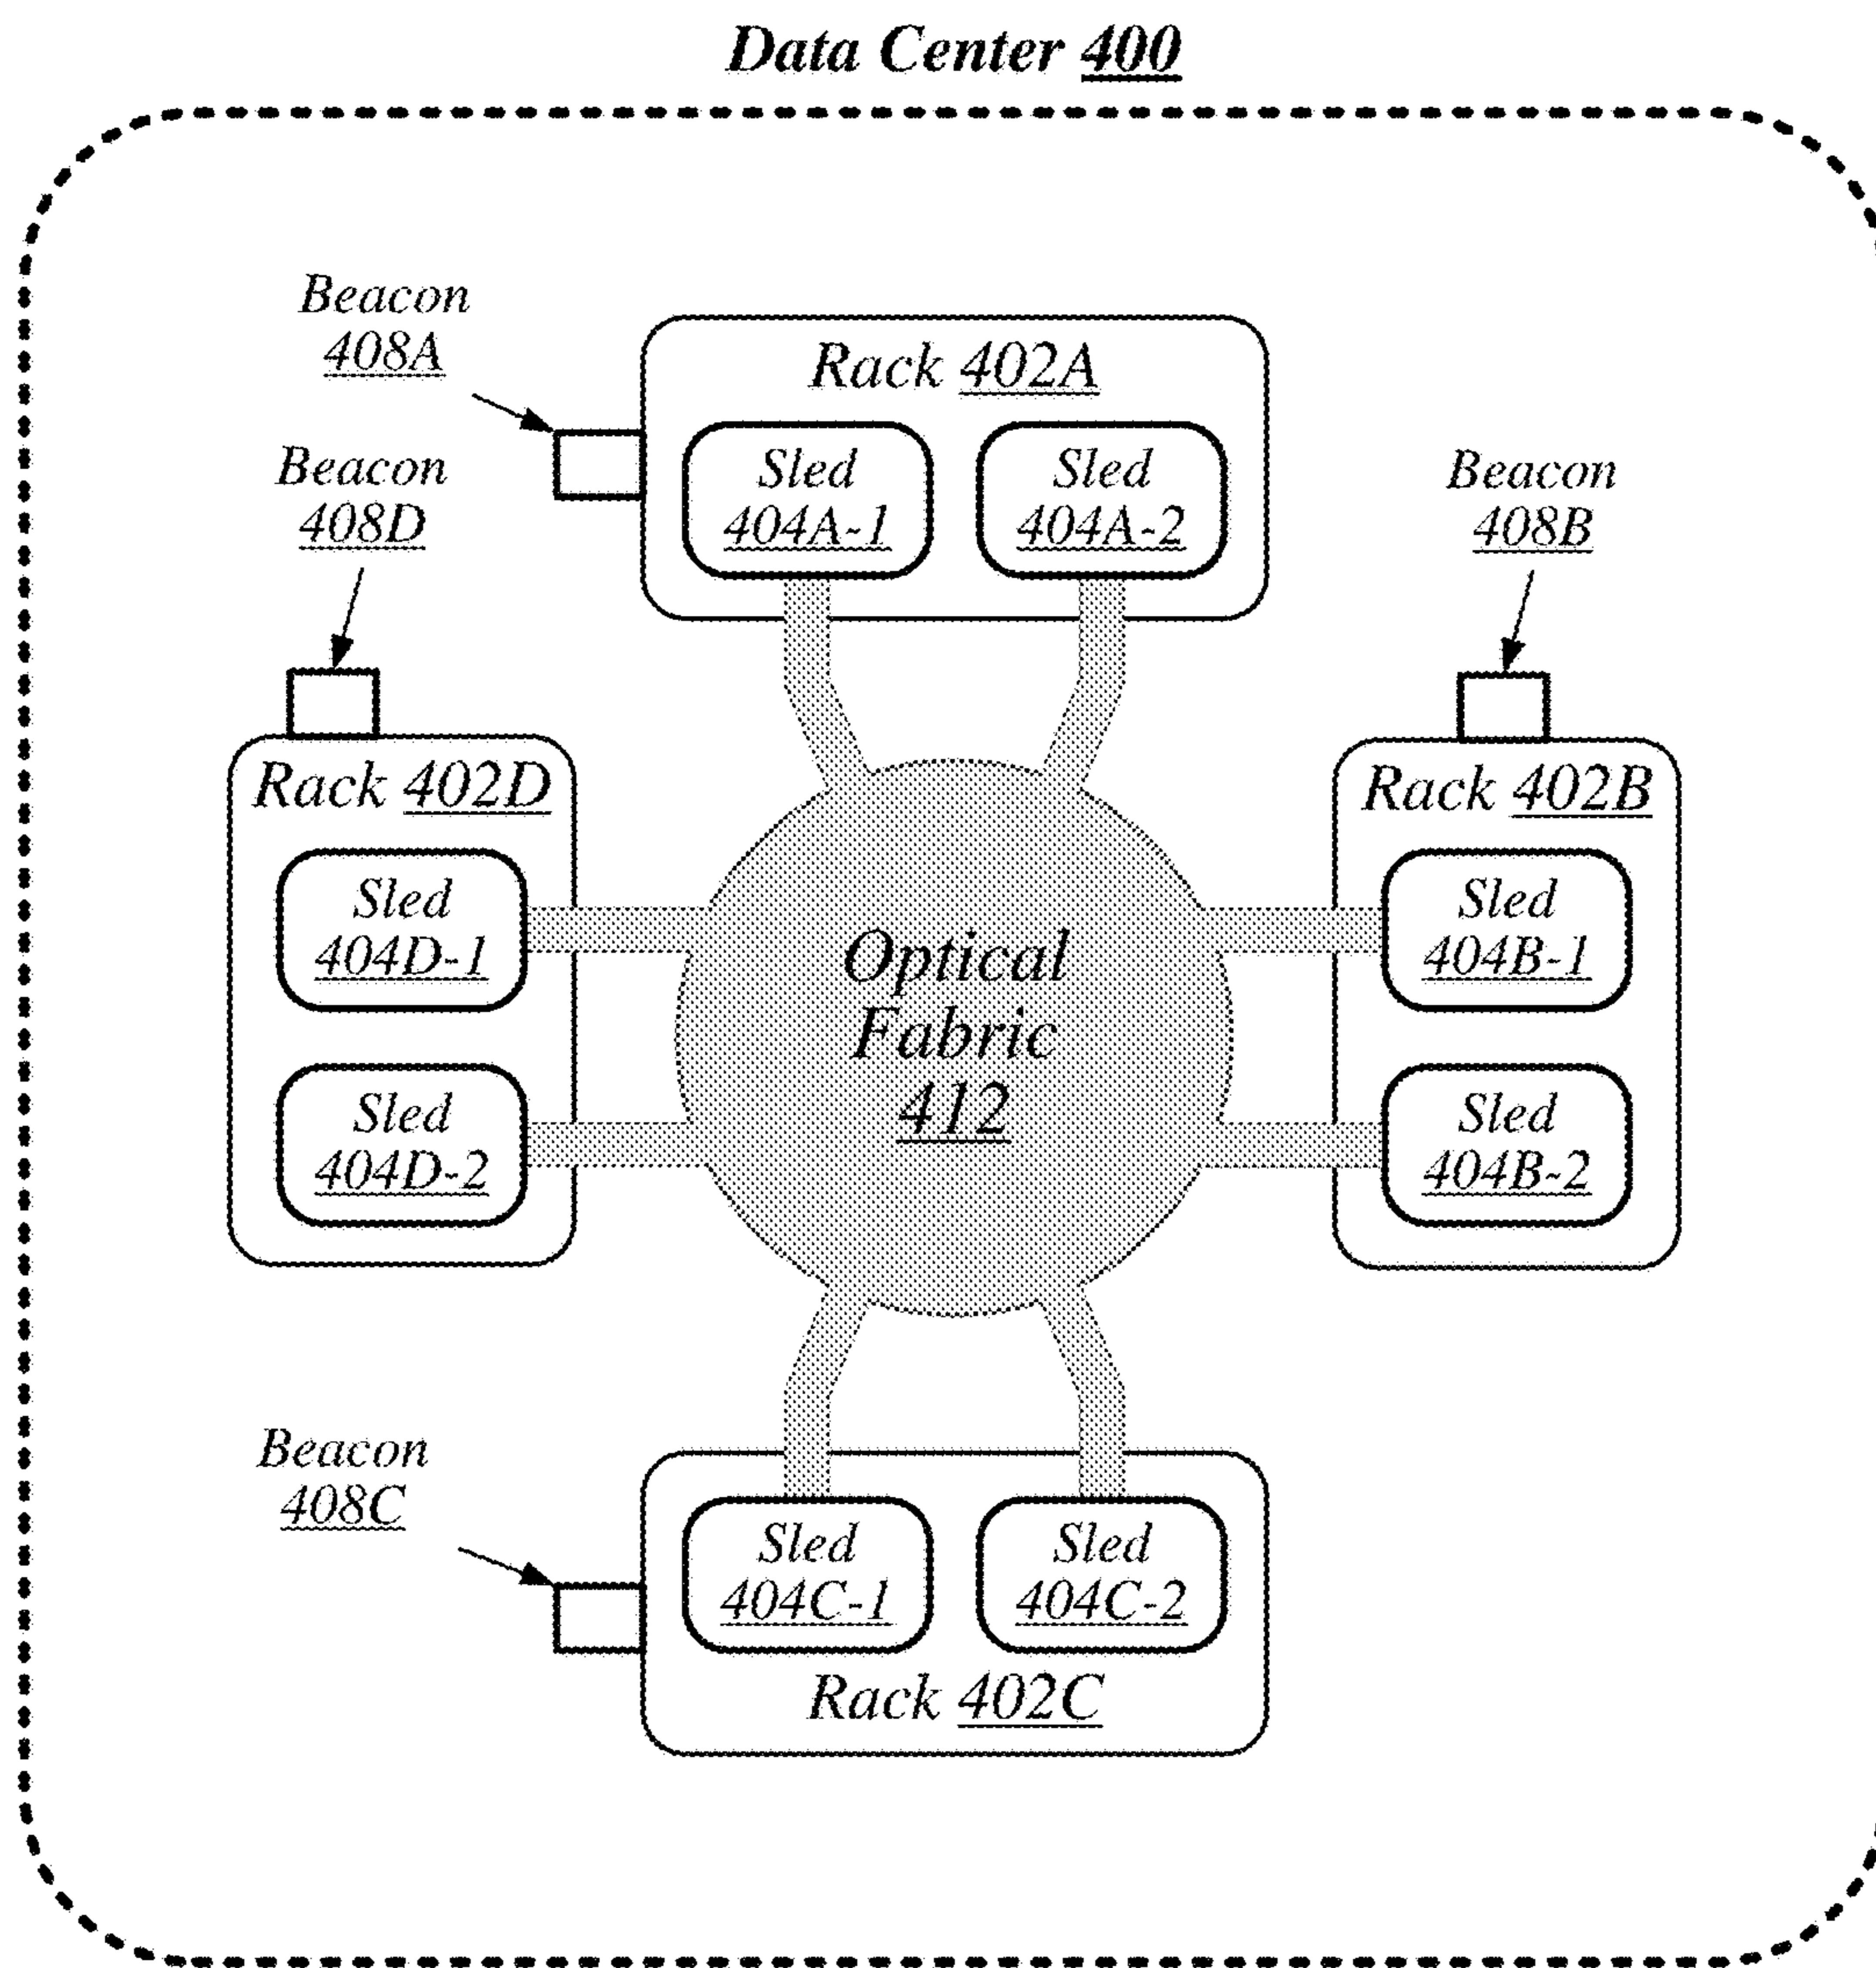 Data Center 400
Beacon
408A
Rack 402A
Sled
404A-1
Sled
404A-2
Beacon
408D
Beacon
408B
Rack 402D
Sled
404D-1
Sled
404D-2
Optical
Fabric
412
Rack 402B
Sled
404B-1
Sled
404B-2
Beacon
408C
Sled
404C-1
Sled
404C-2
Rack 402C